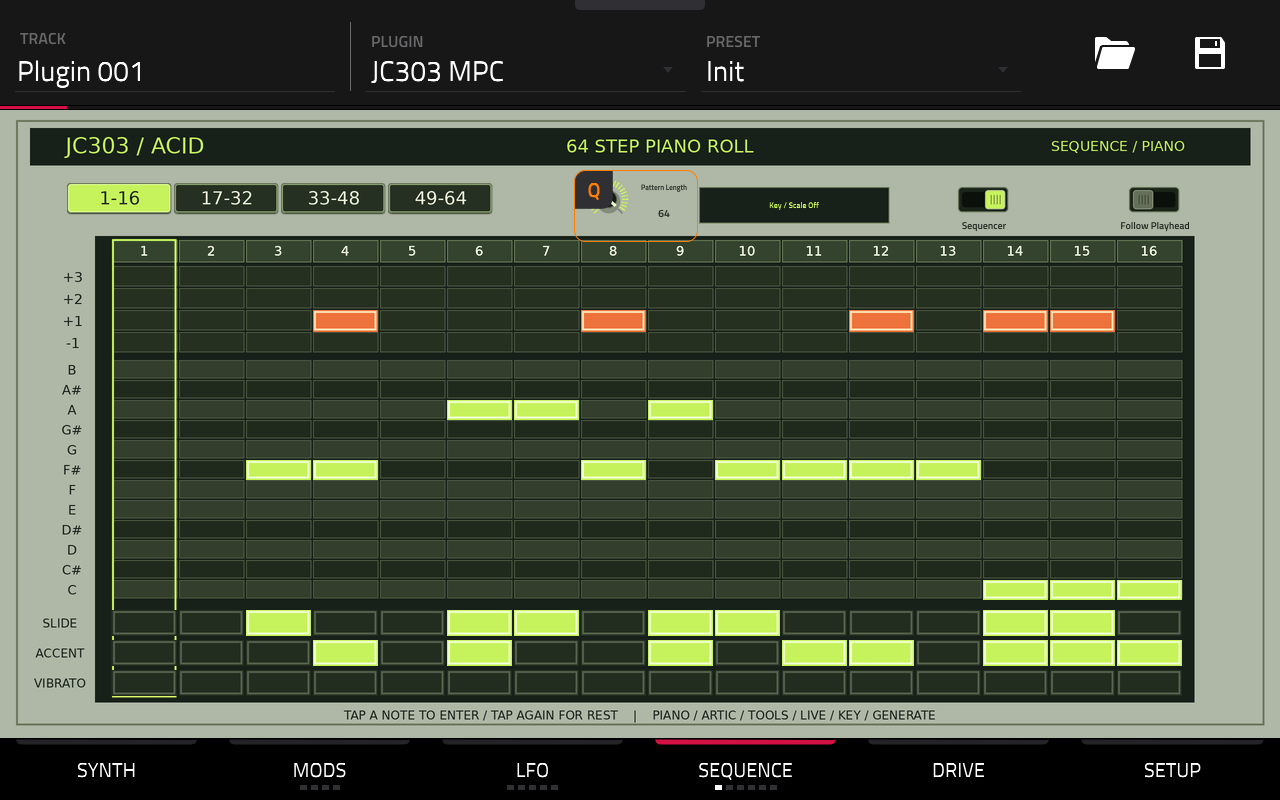 TRACK
Plugin 001
PLUGIN
JC303 MPC
PRESET
Init
JC303 / ACID
64 STEP PIANO ROLL
SEQUENCE / PIANO
1-16
17-32
33-48
49-64
Q
Pattern Length
64
Key / Scale Off
Sequencer
Follow Playhead
1 2 3 4 5 6 7 8 9 10 11 12 13 14 15 16
+3
+2
+1
-1
B
A#
A
G#
G
F#
F
E
D#
D
C#
C
SLIDE
ACCENT
VIBRATO
TAP A NOTE TO ENTER / TAP AGAIN FOR REST | PIANO / ARTIC / TOOLS / LIVE / KEY / GENERATE
SYNTH
MODS
LFO
SEQUENCE
DRIVE
SETUP